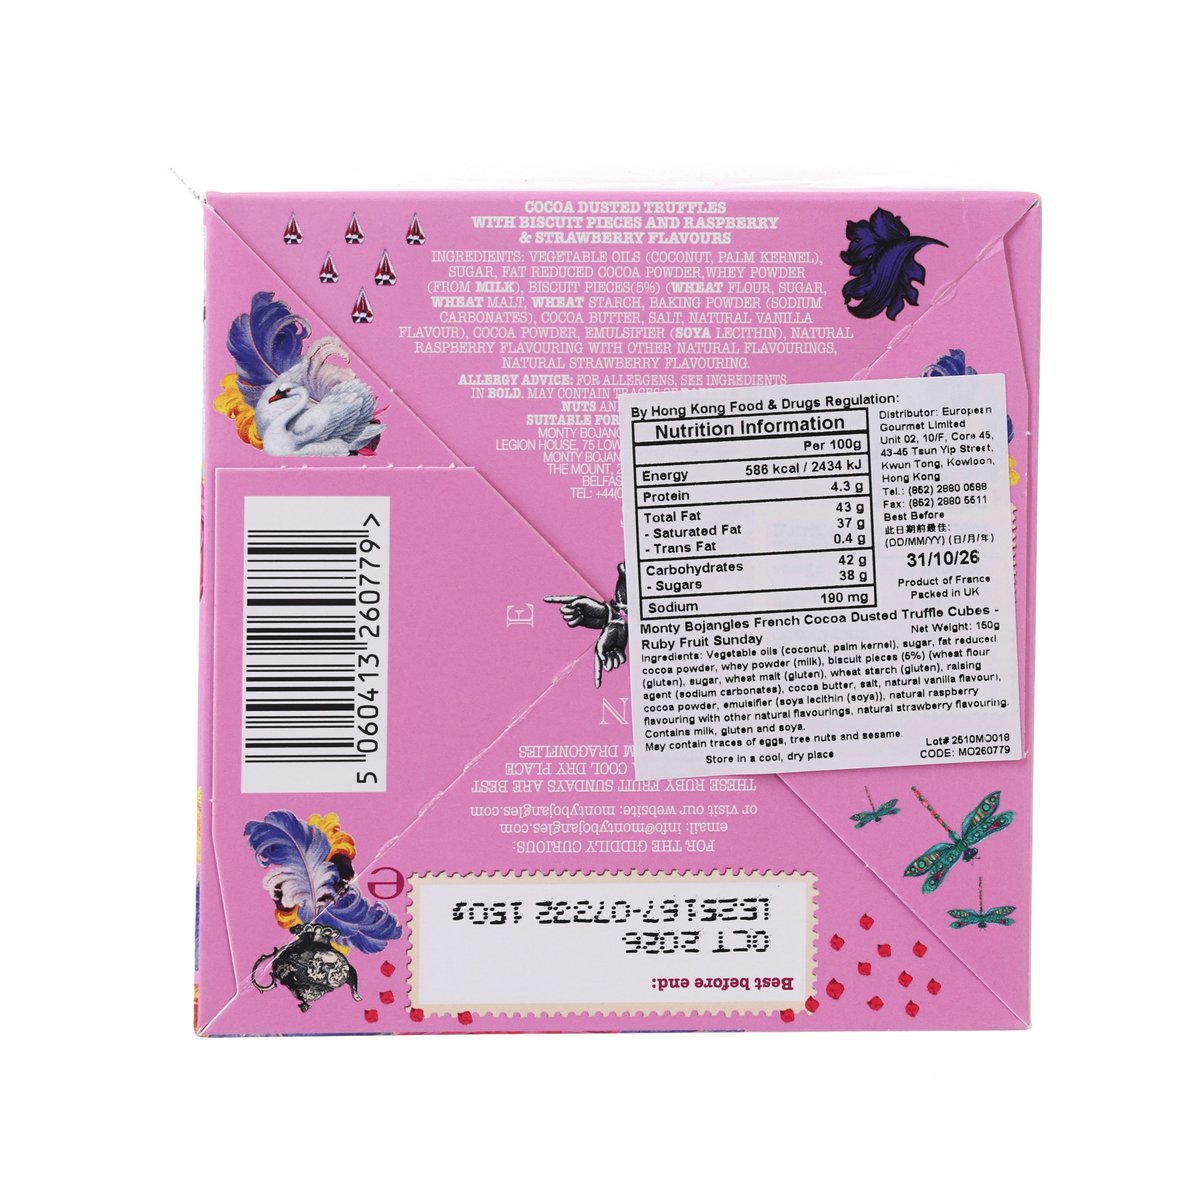 COCOA DUSTED TRUFFLES
WITH BISCUIT PIECES AND RASPBERRY
& STRAWBERRY FLAVOURS
INGREDIENTS: VEGETABLE OILS (COCONUT, PALM KERNEL),
SUGAR, FAT REDUCED COCOA POWDER, WHEY POWDER
(FROM MILK), BISCUIT PIECES(5%) (WHEAT FLOUR, SUGAR,
WHEAT MALT, WHEAT STARCH, BAKING POWDER (SODIUM
CARBONATES), COCOA BUTTER, SALT, NATURAL VANILLA
FLAVOUR), COCOA POWDER, EMULSIFIER (SOYA LECITHIN), NATURAL
RASPBERRY FLAVOURING WITH OTHER NATURAL FLAVOURINGS,
NATURAL STRAWBERRY FLAVOURING.
ALLERGY ADVICE: FOR ALLERGENS, SEE INGREDIENTS
IN BOLD. MAY CONTAIN TRACES OF
NUTS AN
SUITABLE FOR
MONTY BOJANG
LEGION HOUSE, 75 LOW
MONTY BOJAN
THE MOUNT, 2
BELFAS
TEL: +44(0
By Hong Kong Food & Drugs Regulation:
Nutrition Information
Per 100g
Energy 586 kcal / 2434 kJ
Protein 4.3 g
Total Fat 43 g
- Saturated Fat 37 g
- Trans Fat 0.4 g
Carbohydrates 42 g
- Sugars 38 g
Sodium 190 mg
Distributor: European
Gourmet Limited
Unit 02, 10/F, Core 45,
43-45 Tsun Yip Street,
Kwun Tong, Kowloon,
Hong Kong
Tel.: (852) 2880 0588
Fax: (852) 2880 5511
Best Before
此日期前最佳:
(DD/MM/YY) (日/月/年)
31/10/26
Product of France
Packed in UK
Monty Bojangles French Cocoa Dusted Truffle Cubes -
Ruby Fruit Sunday Net Weight: 150g
Ingredients: Vegetable oils (coconut, palm kernel), sugar, fat reduced
cocoa powder, whey powder (milk), biscuit pieces (5%) (wheat flour
(gluten), sugar, wheat malt (gluten), wheat starch (gluten), raising
agent (sodium carbonates), cocoa butter, salt, natural vanilla flavour),
cocoa powder, emulsifier (soya lecithin (soya)), natural raspberry
flavouring with other natural flavourings, natural strawberry flavouring.
Contains milk, gluten and soya.
May contain traces of eggs, tree nuts and sesame.
Store in a cool, dry place
Lot# 2510MO018
CODE: MO260779
5 060413 260779 >
E
N
FOR THE GIDDILY CURIOUS:
email: info@montybojangles.com
or visit our website: montybojangles.com
THESE RUBY FRUIT SUNDAYS ARE BEST
A COOL, DRY PLACE
M DRAGONFLIES
e
Best before end:
OCT 2026
LE25167-07332 150g